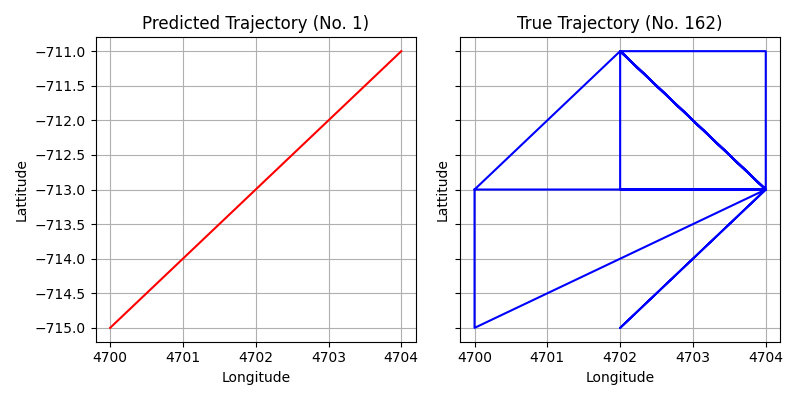 Predicted Trajectory (No. 1)
True Trajectory (No. 162)
−711.0
−711.5
−712.0
−712.5
−713.0
−713.5
−714.0
−714.5
−715.0
Lattitude
Lattitude
4700 4701 4702 4703 4704
4700 4701 4702 4703 4704
Longitude
Longitude